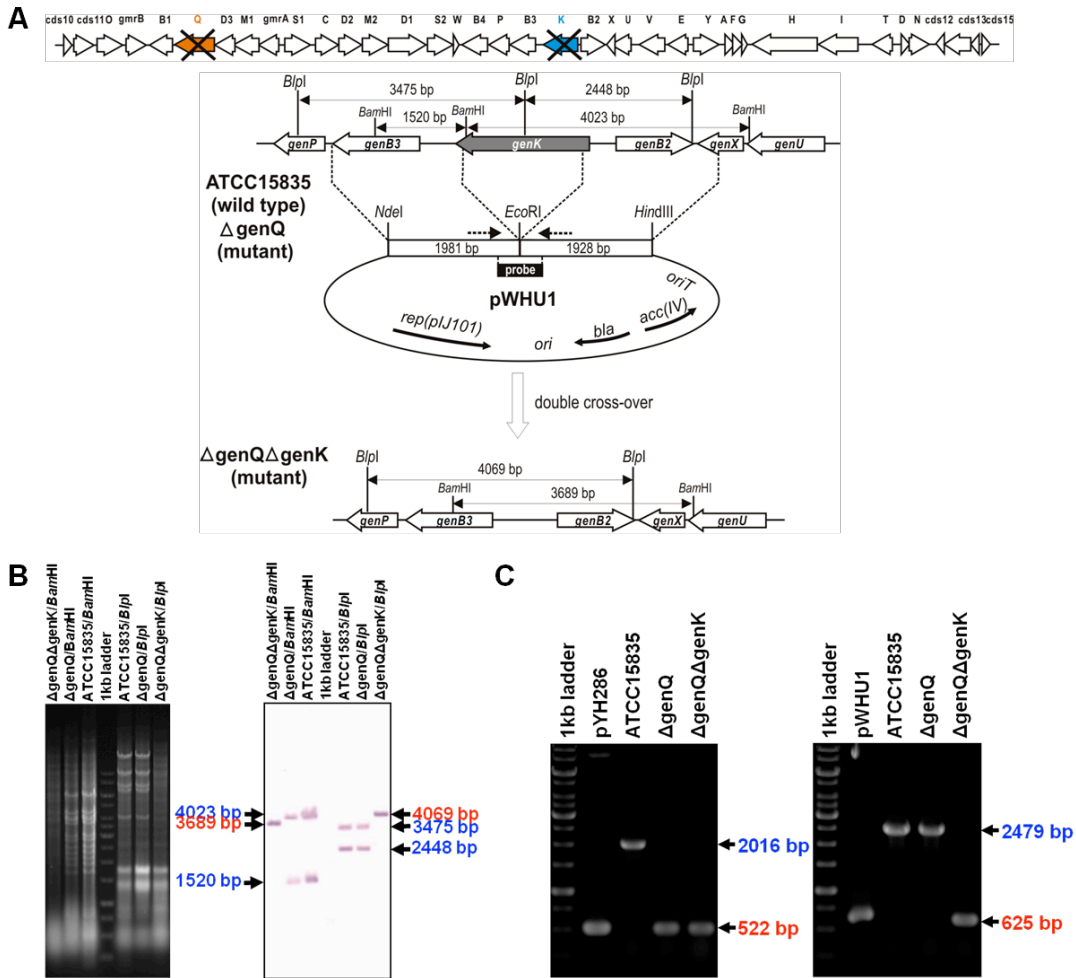 A
cds10 cds11O gmrB B1 Q D3 M1 gmrA S1 C D2 M2 D1 S2 W B4 P B3 K B2 X U V E Y A F G H I T D N cds12 cds13 cds15
BlpI BlpI BlpI
3475 bp 2448 bp
BamHI BamHI BamHI
1520 bp 4023 bp
genP genB3 genK genB2 genX genU
ATCC15835
(wild type)
ΔgenQ
(mutant)
NdeI EcoRI HindIII
1981 bp 1928 bp
probe
pWHU1
oriT
rep(pIJ101) ori bla acc(IV)
double cross-over
ΔgenQΔgenK
(mutant)
BlpI BlpI
4069 bp
BamHI BamHI
3689 bp
genP genB3 genB2 genX genU
B
ΔgenQΔgenK/BamHI
ΔgenQ/BamHI
ATCC15835/BamHI
1kb ladder
ATCC15835/BlpI
ΔgenQ/BlpI
ΔgenQΔgenK/BlpI
ΔgenQΔgenK/BamHI
ΔgenQ/BamHI
ATCC15835/BamHI
1kb ladder
ATCC15835/BlpI
ΔgenQ/BlpI
ΔgenQΔgenK/BlpI
4023 bp
3689 bp
1520 bp
4069 bp
3475 bp
2448 bp
C
1kb ladder
pYH286
ATCC15835
ΔgenQ
ΔgenQΔgenK
2016 bp
522 bp
1kb ladder
pWHU1
ATCC15835
ΔgenQ
ΔgenQΔgenK
2479 bp
625 bp